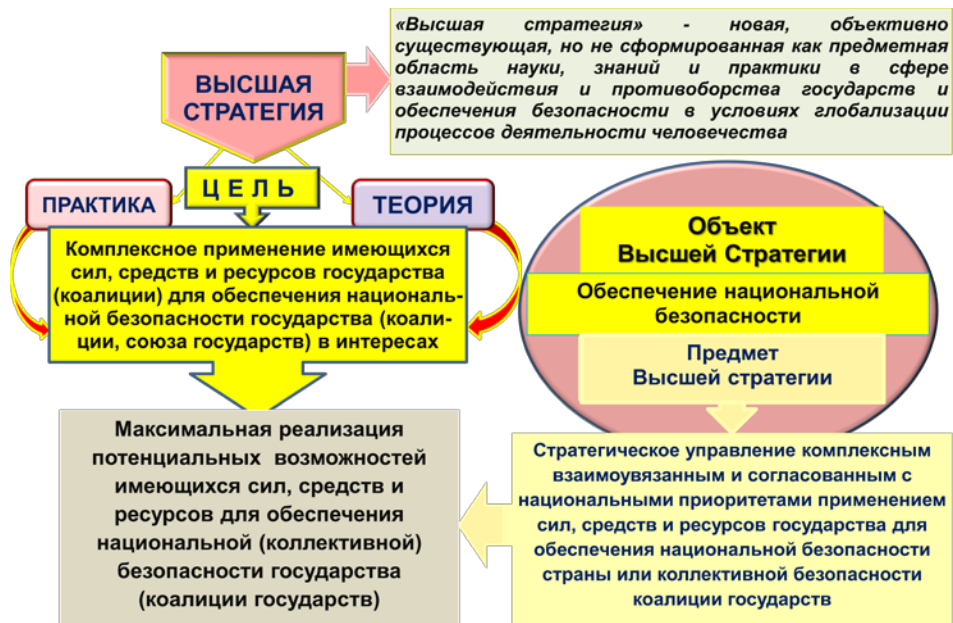 «Высшая стратегия» - новая, объективно
существующая, но не сформированная как предметная
область науки, знаний и практики в сфере
взаимодействия и противоборства государств и
обеспечения безопасности в условиях глобализации
процессов деятельности человечества
ВЫСШАЯ
СТРАТЕГИЯ
ЦЕЛЬ
ПРАКТИКА
ТЕОРИЯ
Комплексное применение имеющихся
сил, средств и ресурсов государства
(коалиции) для обеспечения националь-
ной безопасности государства (коали-
ции, союза государств) в интересах
Объект
Высшей Стратегии
Обеспечение национальной
безопасности
Предмет
Высшей стратегии
Максимальная реализация
потенциальных возможностей
имеющихся сил, средств и
ресурсов для обеспечения
национальной (коллективной)
безопасности государства
(коалиции государств)
Стратегическое управление комплексным
взаимоувязанным и согласованным с
национальными приоритетами применением
сил, средств и ресурсов государства для
обеспечения национальной безопасности
страны или коллективной безопасности
коалиции государств